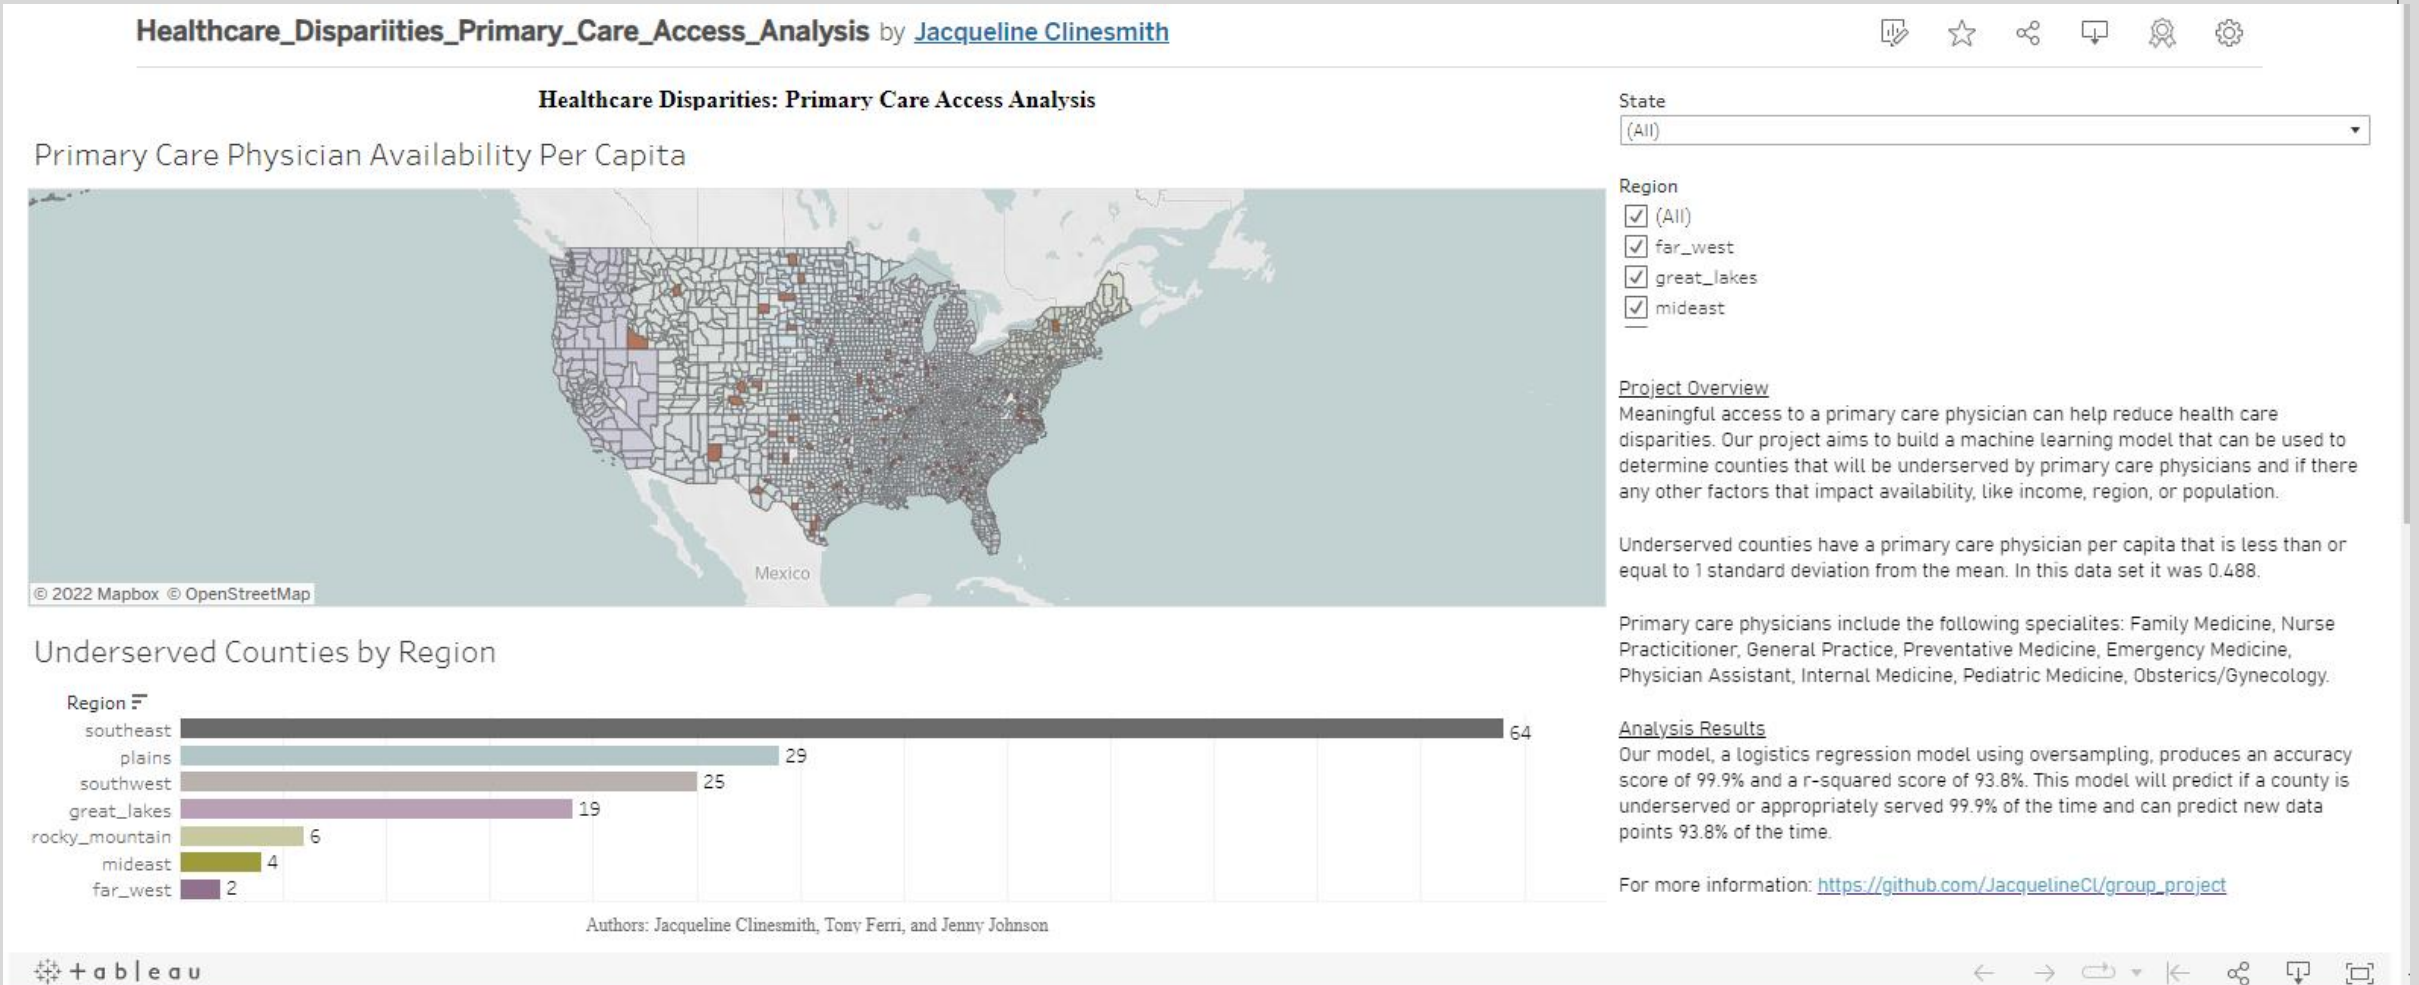 Healthcare_Dispariities_Primary_Care_Access_Analysis by Jacqueline Clinesmith
Healthcare Disparities: Primary Care Access Analysis
Primary Care Physician Availability Per Capita
Mexico
© 2022 Mapbox © OpenStreetMap
Underserved Counties by Region
Region
southeast 64
plains 29
southwest 25
great_lakes 19
rocky_mountain 6
mideast 4
far_west 2
Authors: Jacqueline Clinesmith, Tony Ferri, and Jenny Johnson
State
(All)
Region
(All)
far_west
great_lakes
mideast
Project Overview
Meaningful access to a primary care physician can help reduce health care
disparities. Our project aims to build a machine learning model that can be used to
determine counties that will be underserved by primary care physicians and if there
any other factors that impact availability, like income, region, or population.
Underserved counties have a primary care physician per capita that is less than or
equal to 1 standard deviation from the mean. In this data set it was 0.488.
Primary care physicians include the following specialites: Family Medicine, Nurse
Practicitioner, General Practice, Preventative Medicine, Emergency Medicine,
Physician Assistant, Internal Medicine, Pediatric Medicine, Obsterics/Gynecology.
Analysis Results
Our model, a logistics regression model using oversampling, produces an accuracy
score of 99.9% and a r-squared score of 93.8%. This model will predict if a county is
underserved or appropriately served 99.9% of the time and can predict new data
points 93.8% of the time.
For more information: https://github.com/JacquelineCl/group_project
+ a b | e a u